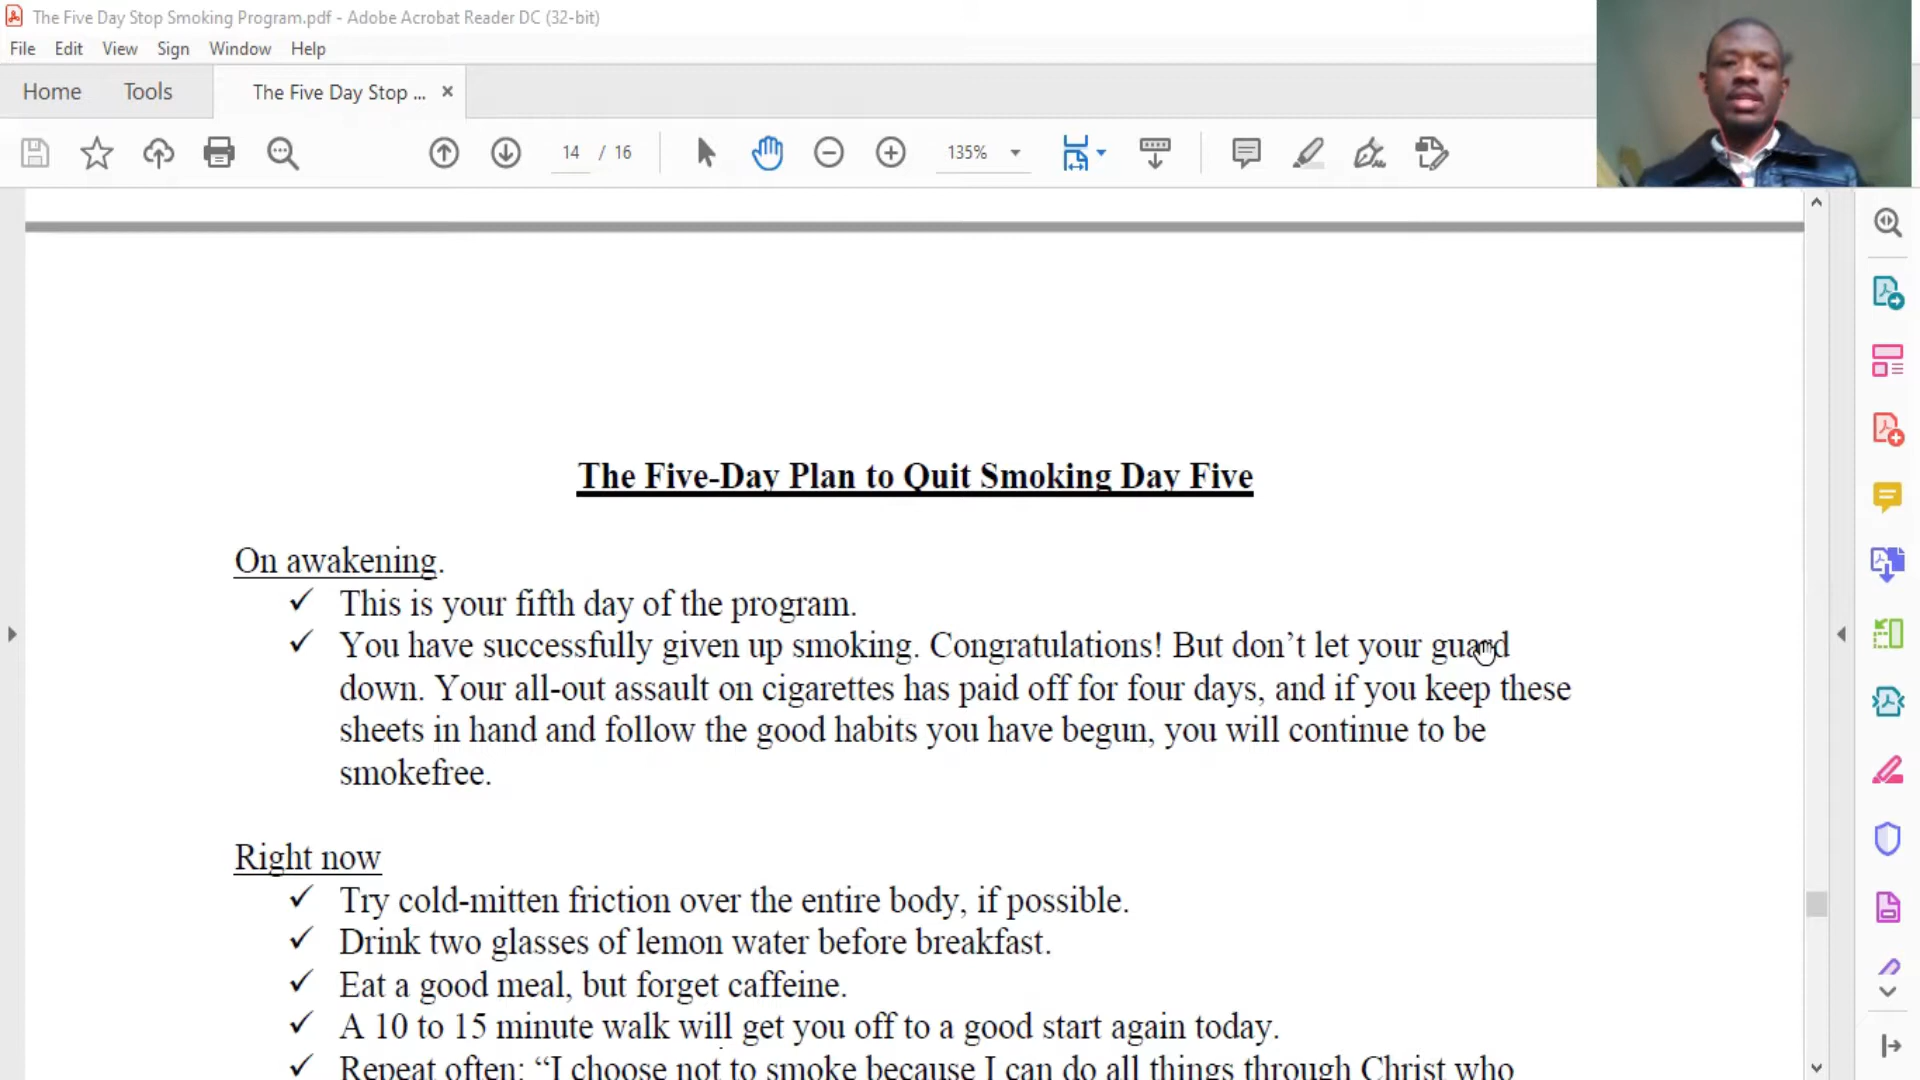 The Five Day Stop Smoking Program.pdf - Adobe Acrobat Reader DC (32-bit)
File Edit View Sign Window Help
Home Tools The Five Day Stop ... ×
14 / 16 135%
The Five-Day Plan to Quit Smoking Day Five
On awakening.
✓ This is your fifth day of the program.
✓ You have successfully given up smoking. Congratulations! But don’t let your guard
down. Your all-out assault on cigarettes has paid off for four days, and if you keep these
sheets in hand and follow the good habits you have begun, you will continue to be
smokefree.
Right now
✓ Try cold-mitten friction over the entire body, if possible.
✓ Drink two glasses of lemon water before breakfast.
✓ Eat a good meal, but forget caffeine.
✓ A 10 to 15 minute walk will get you off to a good start again today.
✓ Repeat often: “I choose not to smoke because I can do all things through Christ who